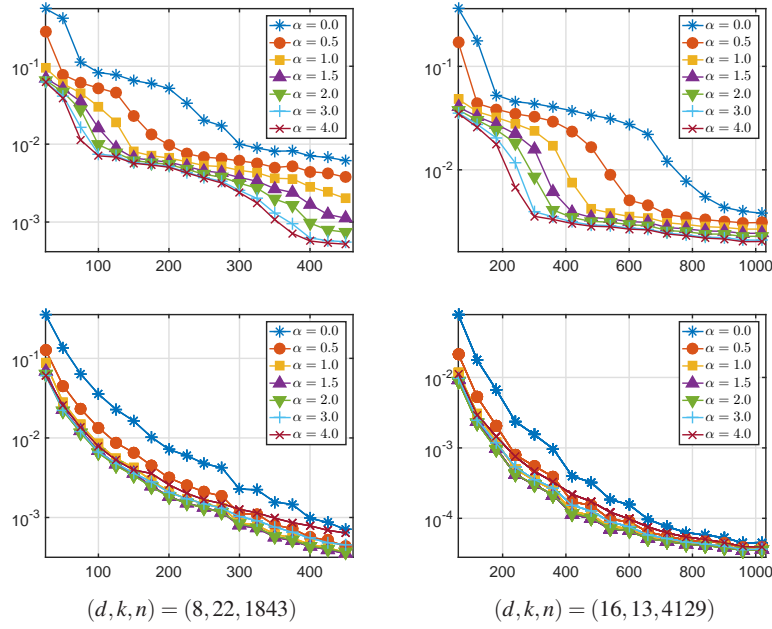 10^{-1}
10^{-2}
10^{-3}
100 200 300 400
α = 0.0
α = 0.5
α = 1.0
α = 1.5
α = 2.0
α = 3.0
α = 4.0
10^{-1}
10^{-2}
200 400 600 800 1000
α = 0.0
α = 0.5
α = 1.0
α = 1.5
α = 2.0
α = 3.0
α = 4.0
10^{-1}
10^{-2}
10^{-3}
100 200 300 400
α = 0.0
α = 0.5
α = 1.0
α = 1.5
α = 2.0
α = 3.0
α = 4.0
(d,k,n) = (8,22,1843)
10^{-2}
10^{-3}
10^{-4}
200 400 600 800 1000
α = 0.0
α = 0.5
α = 1.0
α = 1.5
α = 2.0
α = 3.0
α = 4.0
(d,k,n) = (16,13,4129)